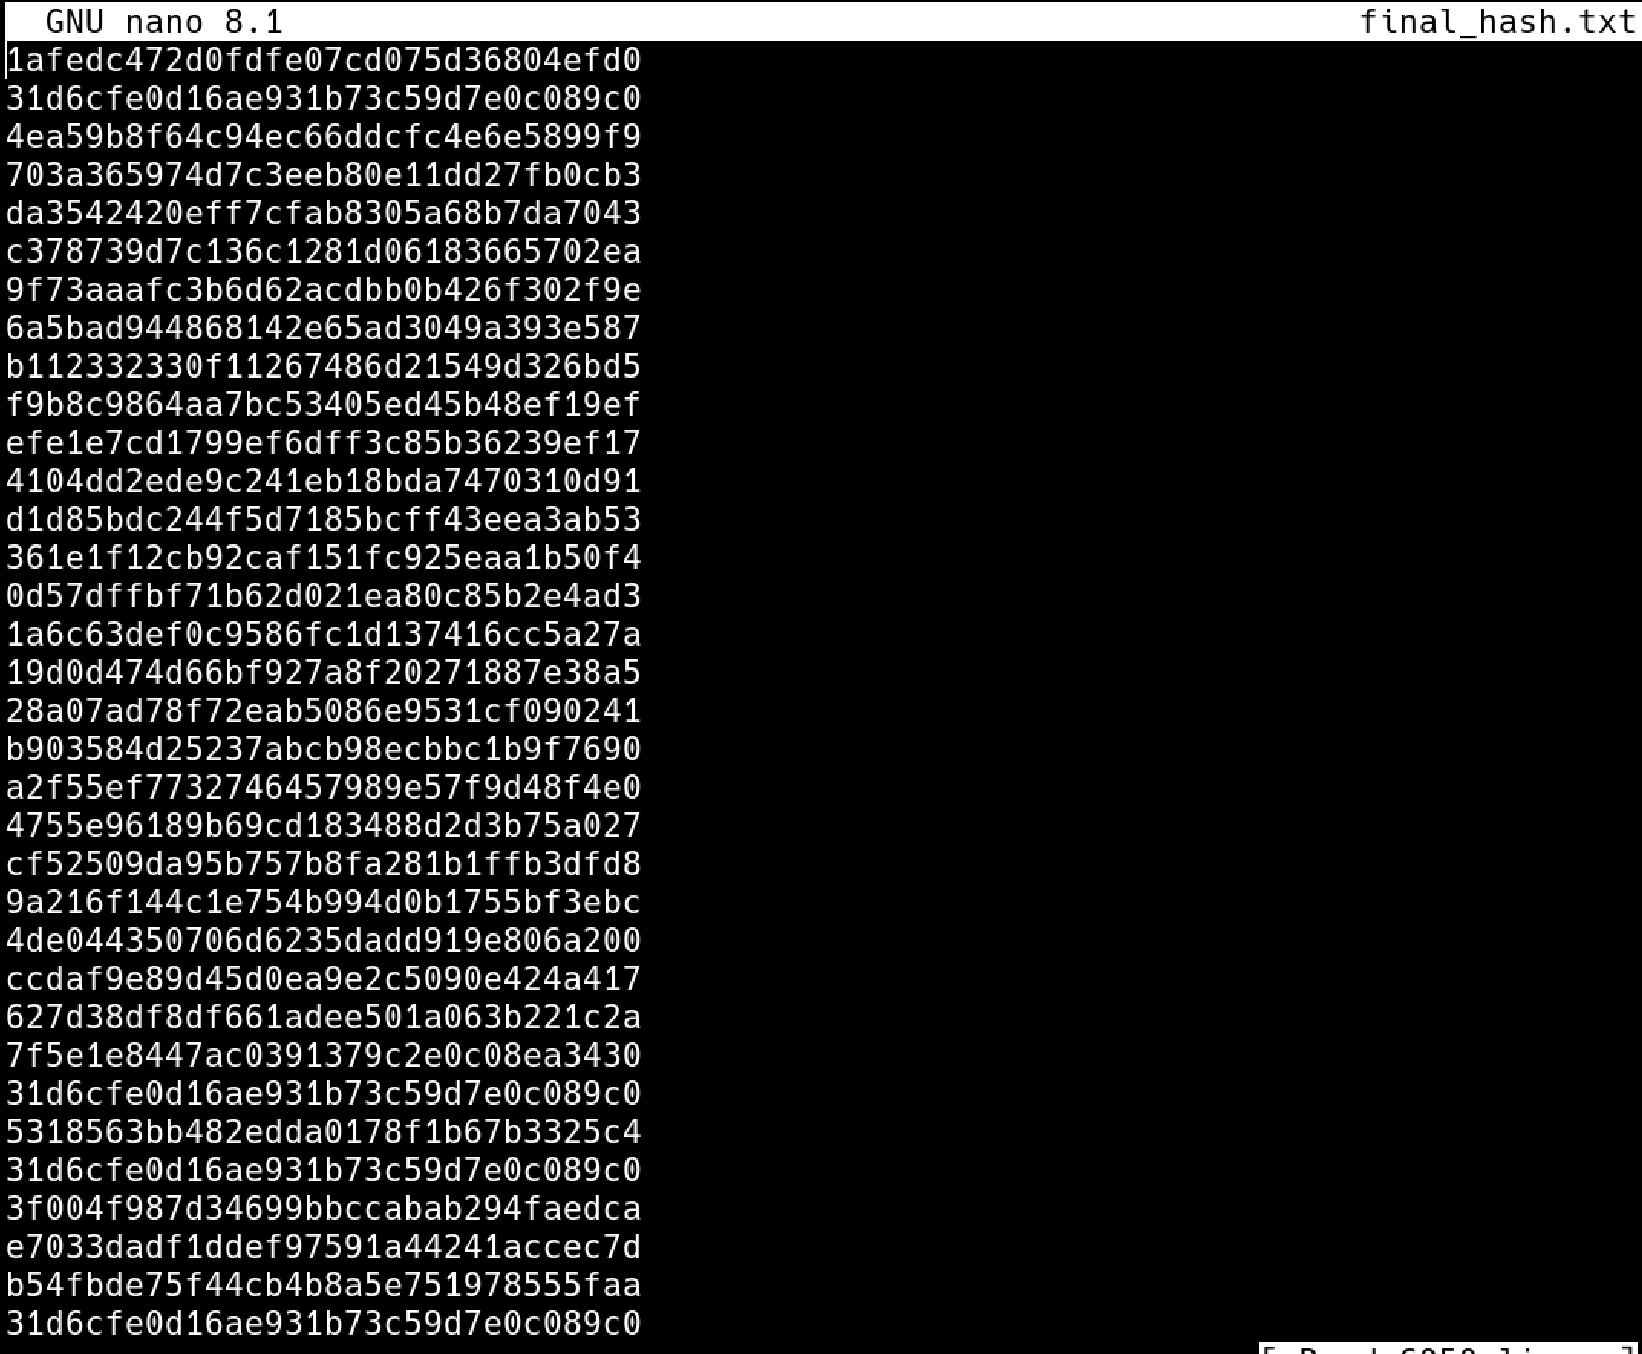 GNU nano 8.1 final_hash.txt
1afedc472d0fdfe07cd075d36804efd0
31d6cfe0d16ae931b73c59d7e0c089c0
4ea59b8f64c94ec66ddcfc4e6e5899f9
703a365974d7c3eeb80e11dd27fb0cb3
da3542420eff7cfab8305a68b7da7043
c378739d7c136c1281d06183665702ea
9f73aaafc3b6d62acdbb0b426f302f9e
6a5bad944868142e65ad3049a393e587
b112332330f11267486d21549d326bd5
f9b8c9864aa7bc53405ed45b48ef19ef
efe1e7cd1799ef6dff3c85b36239ef17
4104dd2ede9c241eb18bda7470310d91
d1d85bdc244f5d7185bcff43eea3ab53
361e1f12cb92caf151fc925eaa1b50f4
0d57dffbf71b62d021ea80c85b2e4ad3
1a6c63def0c9586fc1d137416cc5a27a
19d0d474d66bf927a8f20271887e38a5
28a07ad78f72eab5086e9531cf090241
b903584d25237abcb98ecbbc1b9f7690
a2f55ef7732746457989e57f9d48f4e0
4755e96189b69cd183488d2d3b75a027
cf52509da95b757b8fa281b1ffb3dfd8
9a216f144c1e754b994d0b1755bf3ebc
4de044350706d6235dadd919e806a200
ccdaf9e89d45d0ea9e2c5090e424a417
627d38df8df661adee501a063b221c2a
7f5e1e8447ac0391379c2e0c08ea3430
31d6cfe0d16ae931b73c59d7e0c089c0
5318563bb482edda0178f1b67b3325c4
31d6cfe0d16ae931b73c59d7e0c089c0
3f004f987d34699bbccabab294faedca
e7033dadf1ddef97591a44241accec7d
b54fbde75f44cb4b8a5e751978555faa
31d6cfe0d16ae931b73c59d7e0c089c0